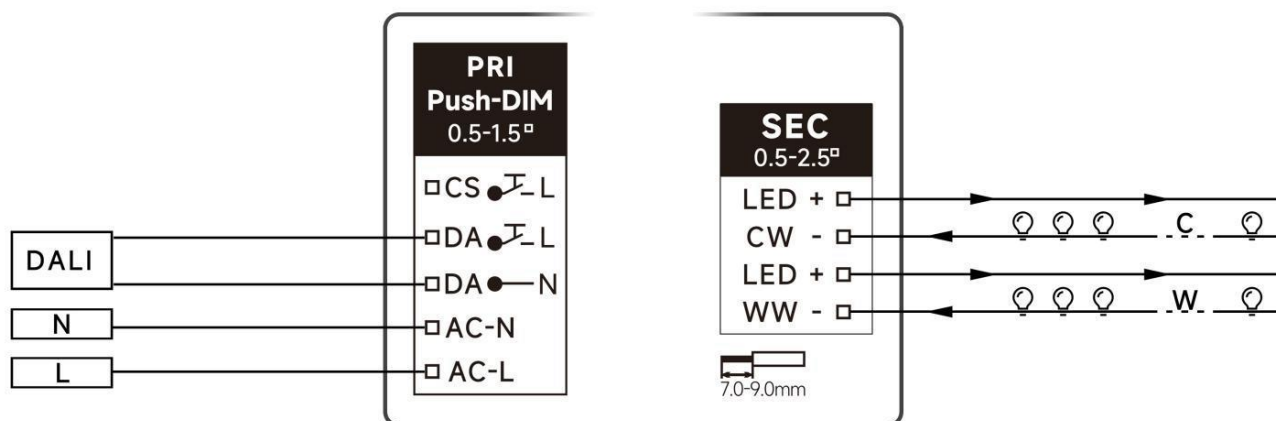 PRI
Push-DIM
0.5-1.5□
CS L
DA L
DA N
AC-N
AC-L
DALI
N
L
SEC
0.5-2.5□
LED +
CW -
LED +
WW -
C
W
7.0-9.0mm